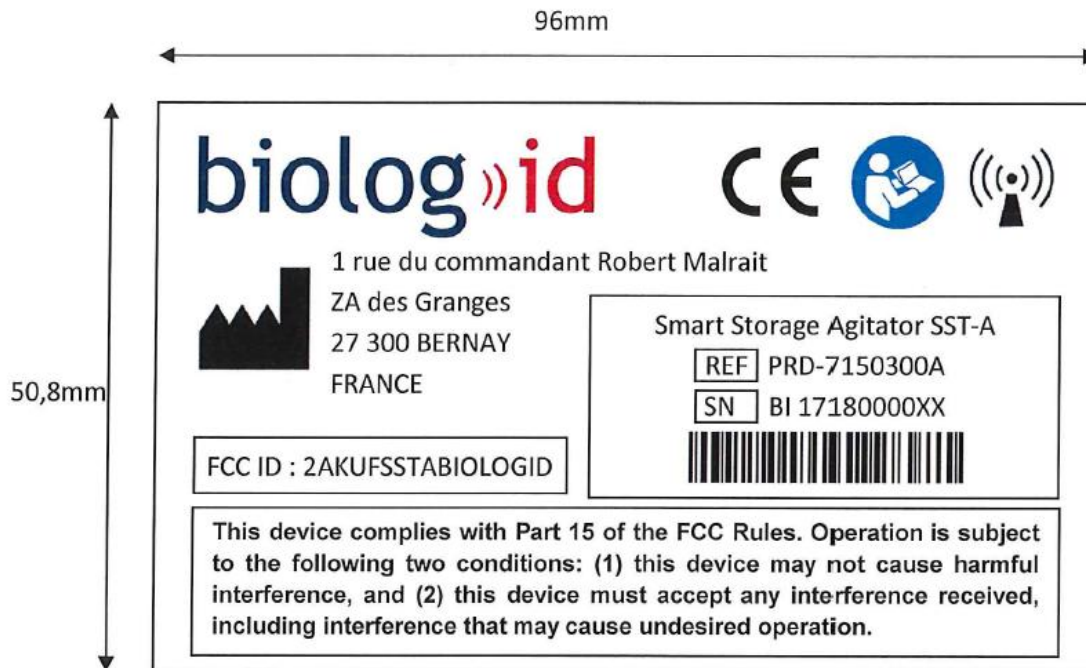 96mm
50,8mm
biolog id
CE
1 rue du commandant Robert Malrait
ZA des Granges
27 300 BERNAY
FRANCE
Smart Storage Agitator SST-A
REF PRD-7150300A
SN BI 17180000XX
FCC ID : 2AKUFSSTABIOLOGID
This device complies with Part 15 of the FCC Rules. Operation is subject
to the following two conditions: (1) this device may not cause harmful
interference, and (2) this device must accept any interference received,
including interference that may cause undesired operation.